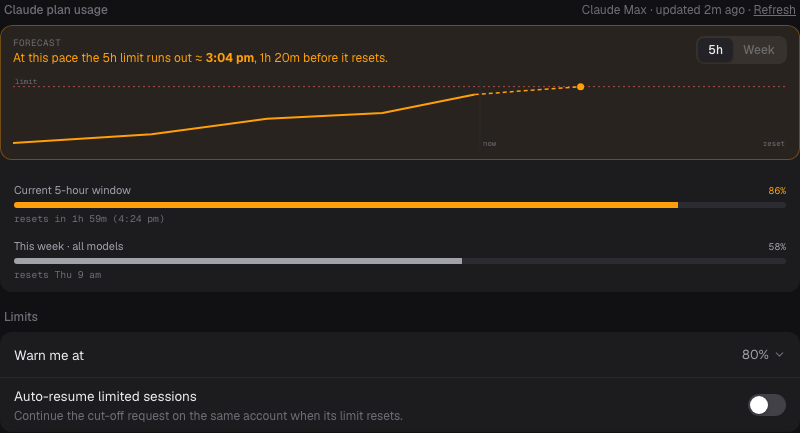 Claude plan usage
Claude Max · updated 2m ago · Refresh
FORECAST
At this pace the 5h limit runs out ≈ 3:04 pm, 1h 20m before it resets.
5h Week
limit
now
reset
Current 5-hour window 86%
resets in 1h 59m (4:24 pm)
This week · all models 58%
resets Thu 9 am
Limits
Warn me at 80%
Auto-resume limited sessions
Continue the cut-off request on the same account when its limit resets.